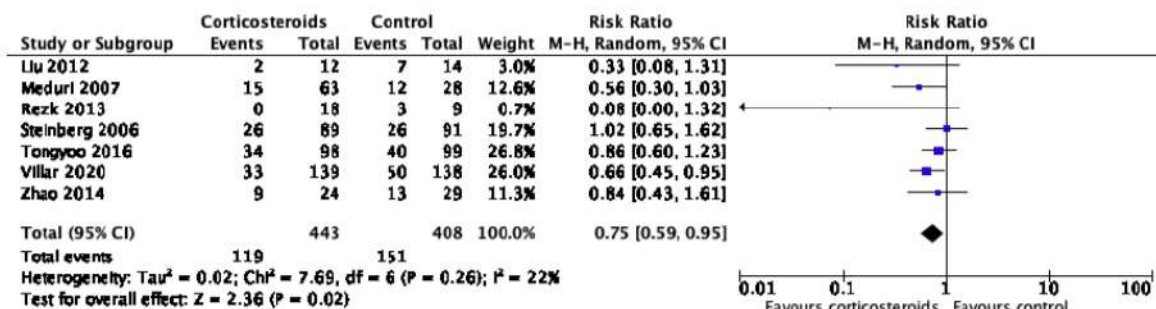 Corticosteroids Control Risk Ratio Risk Ratio
Study or Subgroup Events Total Events Total Weight M-H, Random, 95% CI M-H, Random, 95% CI
Liu 2012 2 12 7 14 3.0% 0.33 [0.08, 1.31]
Meduri 2007 15 63 12 28 12.6% 0.56 [0.30, 1.03]
Rezk 2013 0 18 3 9 0.7% 0.08 [0.00, 1.32]
Steinberg 2006 26 89 26 91 19.7% 1.02 [0.65, 1.62]
Tongyoo 2016 34 98 40 99 26.8% 0.86 [0.60, 1.23]
Villar 2020 33 139 50 138 26.0% 0.66 [0.45, 0.95]
Zhao 2014 9 24 13 29 11.3% 0.84 [0.43, 1.61]
Total (95% CI) 443 408 100.0% 0.75 [0.59, 0.95]
Total events 119 151
Heterogeneity: Tau² = 0.02; Chi² = 7.69, df = 6 (P = 0.26); I² = 22%
Test for overall effect: Z = 2.36 (P = 0.02)
0.01 0.1 1 10 100
Favours corticosteroids Favours control